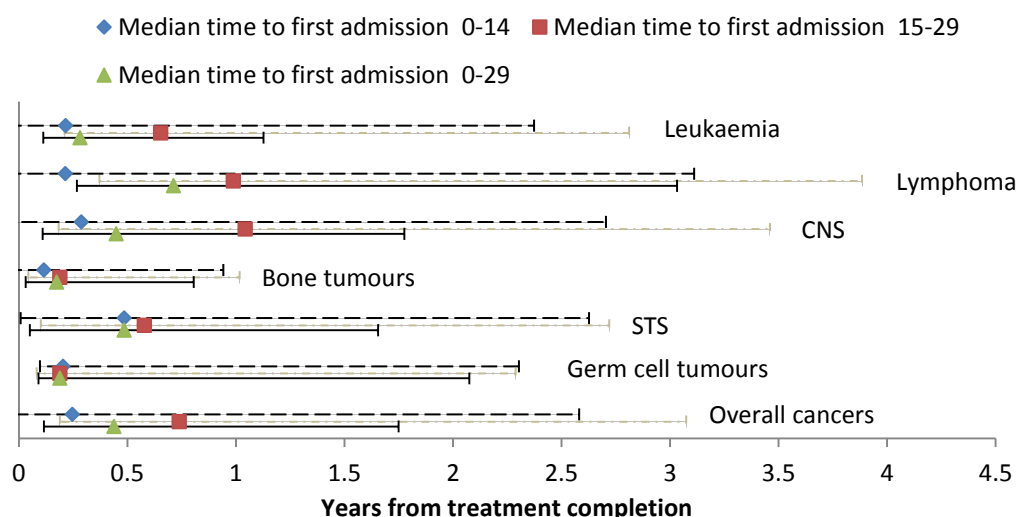 Median time to first admission 0-14 Median time to first admission 15-29
Median time to first admission 0-29
Leukaemia
Lymphoma
CNS
Bone tumours
STS
Germ cell tumours
Overall cancers
0 0.5 1 1.5 2 2.5 3 3.5 4 4.5
Years from treatment completion